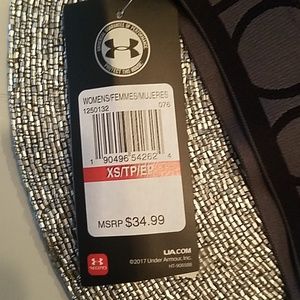 WOMENS/FEMMES/MUJERES
1250132 076
1 90496 54262 4
XS/TP/EP
MSRP $34.99
UA.COM
©2017 Under Armour, Inc.